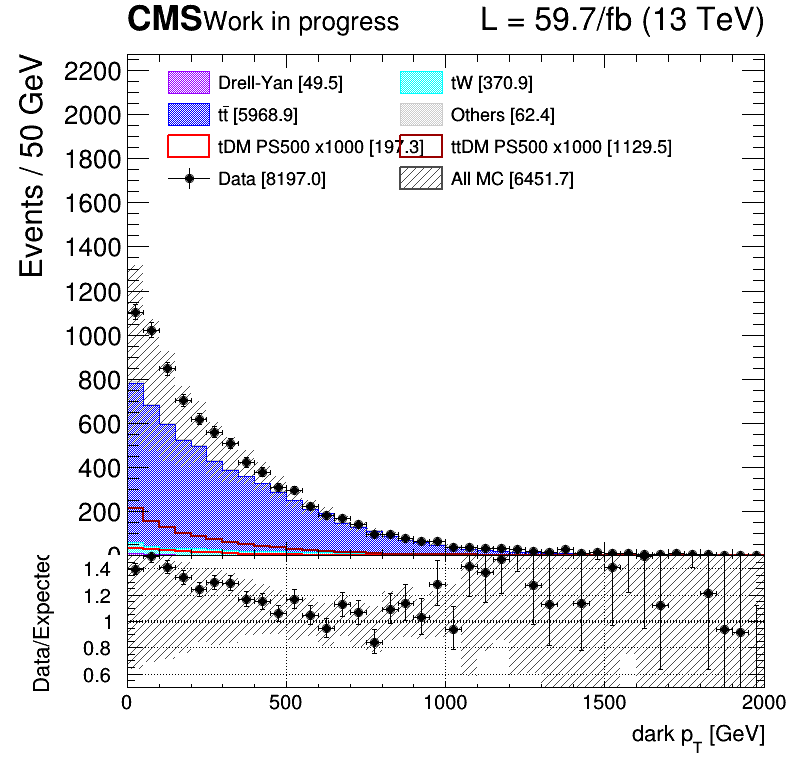 CMS Work in progress L = 59.7/fb (13 TeV)
Events / 50 GeV
2200
2000
1800
1600
1400
1200
1000
800
600
400
200
0
Drell-Yan [49.5] tW [370.9]
tt̄ [5968.9] Others [62.4]
tDM PS500 x1000 [197.3] ttDM PS500 x1000 [1129.5]
Data [8197.0] All MC [6451.7]
Data/Expected
1.4
1.2
1
0.8
0.6
0 500 1000 1500 2000
dark p_T [GeV]